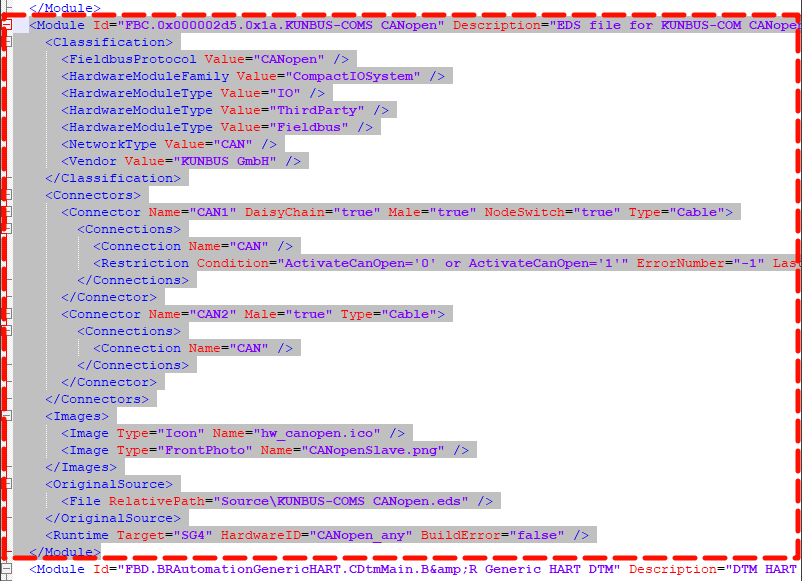 </Module>
<Module Id="FBC.0x000002d5.0x1a.KUNBUS-COMS CANopen" Description="EDS file for KUNBUS-COM CANopen
<Classification>
<FieldbusProtocol Value="CANopen" />
<HardwareModuleFamily Value="CompactIOSystem" />
<HardwareModuleType Value="IO" />
<HardwareModuleType Value="ThirdParty" />
<HardwareModuleType Value="Fieldbus" />
<NetworkType Value="CAN" />
<Vendor Value="KUNBUS GmbH" />
</Classification>
<Connectors>
<Connector Name="CAN1" DaisyChain="true" Male="true" NodeSwitch="true" Type="Cable">
<Connections>
<Connection Name="CAN" />
<Restriction Condition="ActivateCanOpen='0' or ActivateCanOpen='1'" ErrorNumber="-1" Las
</Connections>
</Connector>
<Connector Name="CAN2" Male="true" Type="Cable">
<Connections>
<Connection Name="CAN" />
</Connections>
</Connector>
</Connectors>
<Images>
<Image Type="Icon" Name="hw_canopen.ico" />
<Image Type="FrontPhoto" Name="CANopenSlave.png" />
</Images>
<OriginalSource>
<File RelativePath="Source\KUNBUS-COMS CANopen.eds" />
</OriginalSource>
<Runtime Target="SG4" HardwareID="CANopen_any" BuildError="false" />
</Module>
<Module Id="FBD.BRAutomationGenericHART.CDtmMain.B&amp;R Generic HART DTM" Description="DTM HART